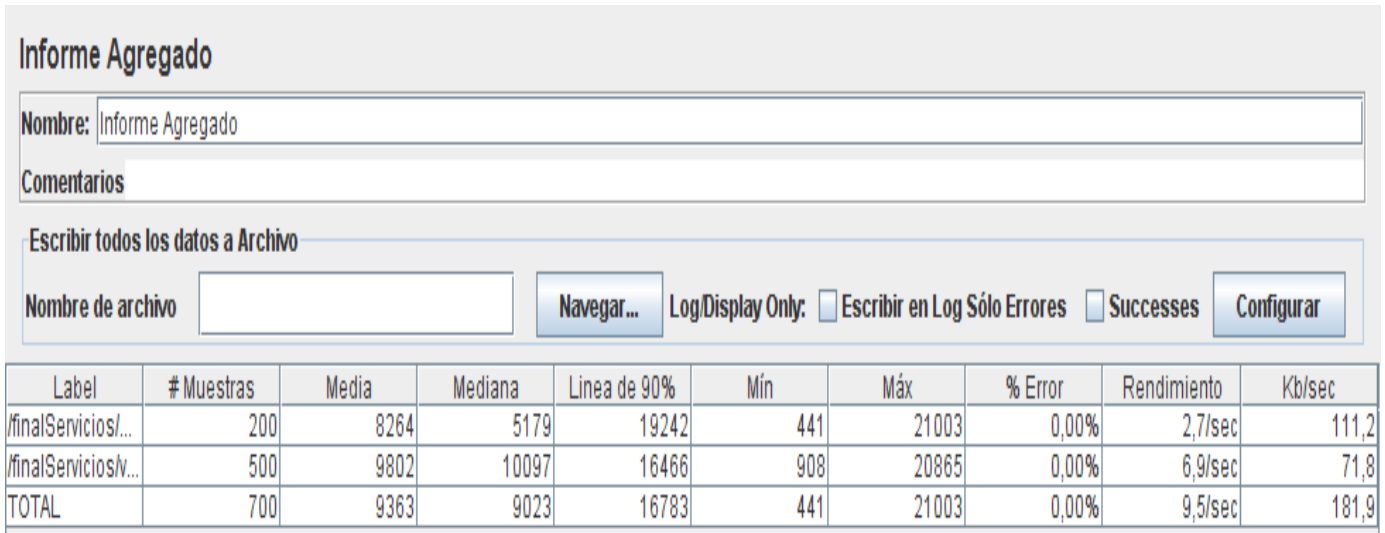 Informe Agregado
Nombre: Informe Agregado
Comentarios
Escribir todos los datos a Archivo
Nombre de archivo Navegar... Log/Display Only: Escribir en Log Sólo Errores Successes Configurar
Label # Muestras Media Mediana Linea de 90% Mín Máx % Error Rendimiento Kb/sec
/finalServicios/... 200 8264 5179 19242 441 21003 0,00% 2,7/sec 111,2
/finalServicios/v... 500 9802 10097 16466 908 20865 0,00% 6,9/sec 71,8
TOTAL 700 9363 9023 16783 441 21003 0,00% 9,5/sec 181,9